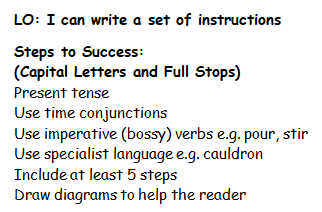 LO: I can write a set of instructions
Steps to Success:
(Capital Letters and Full Stops)
Present tense
Use time conjunctions
Use imperative (bossy) verbs e.g. pour, stir
Use specialist language e.g. cauldron
Include at least 5 steps
Draw diagrams to help the reader